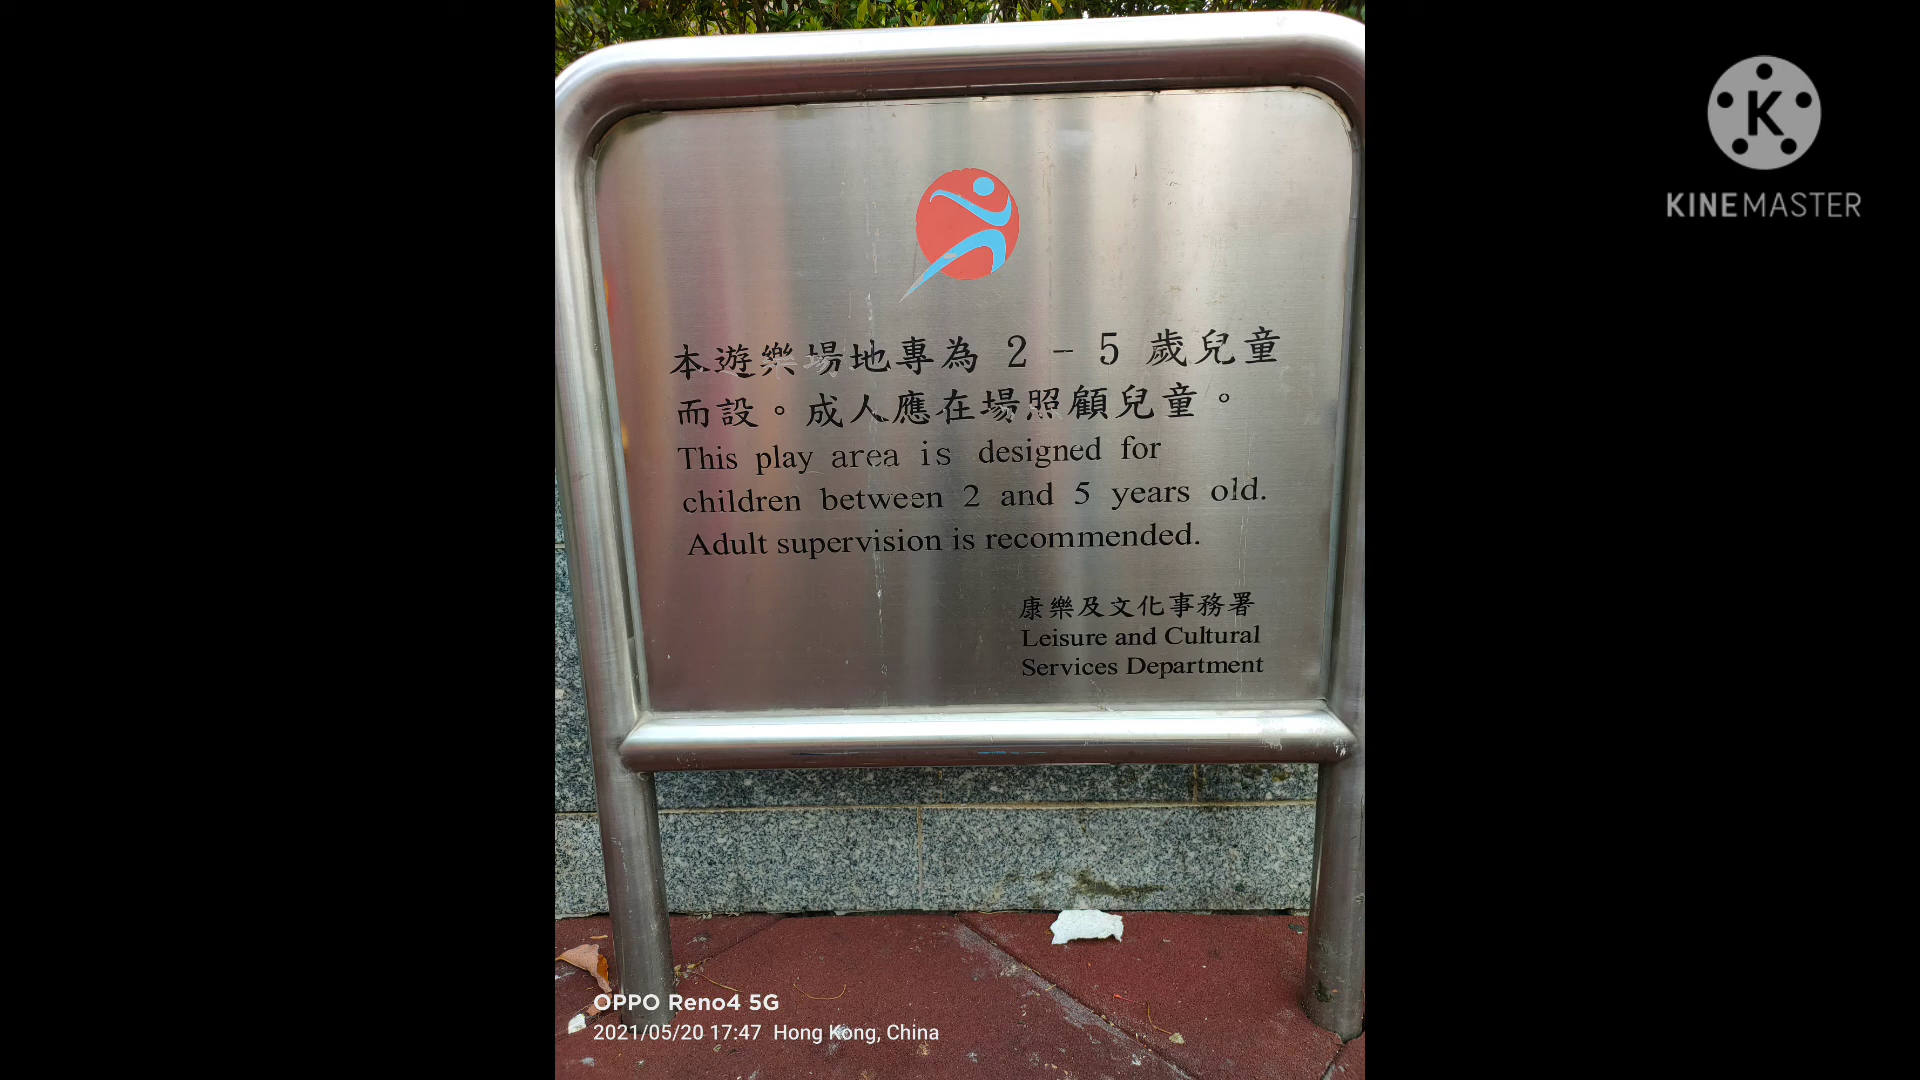 K
KINEMASTER
本遊樂場地專為 2 - 5 歲兒童
而設。成人應在場照顧兒童。
This play area is designed for
children between 2 and 5 years old.
Adult supervision is recommended.
康樂及文化事務署
Leisure and Cultural
Services Department
OPPO Reno4 5G
2021/05/20 17:47 Hong Kong, China